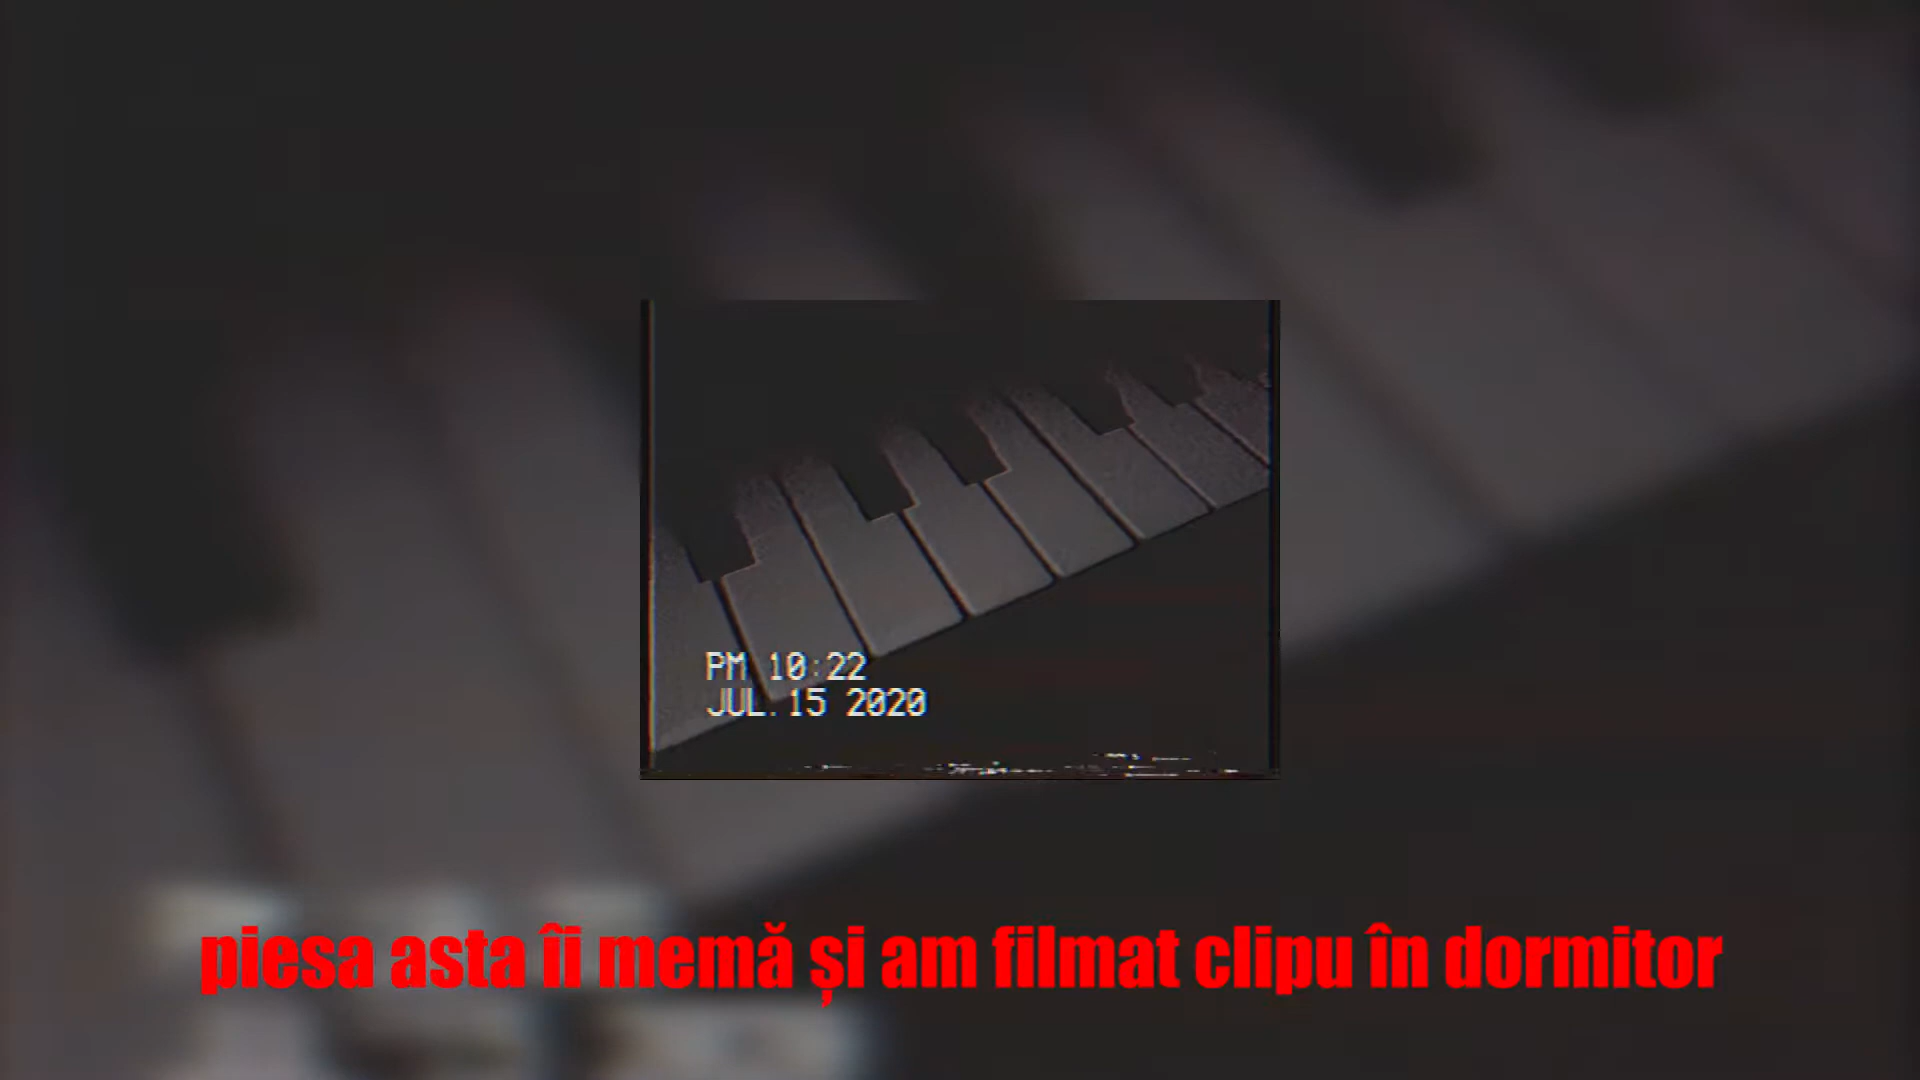 PM 10:22
JUL. 15 2020
piesa asta îi memă și am filmat clipu în dormitor